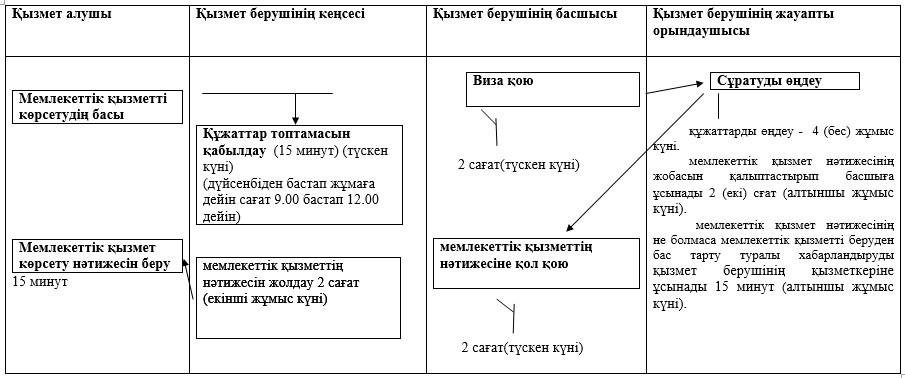 Қызмет алушы
Қызмет берушінің кеңсесі
Қызмет берушінің басшысы
Қызмет берушінің жауапты
орындаушысы
Мемлекеттік қызметті
көрсетудің басы
Құжаттар топтамасын
қабылдау (15 минут) (түскен
күні)
(дүйсенбіден бастап жұмаға
дейін сағат 9.00 бастап 12.00
дейін)
Виза қою
2 сағат(түскен күні)
Сұратуды өңдеу
құжаттарды өңдеу - 4 (бес) жұмыс
күні.
мемлекеттік қызмет нәтижесінің
жобасын қалыптастырып басшыға
ұсынады 2 (екі) сғат (алтыншы жұмыс
күні).
мемлекеттік қызмет нәтижесінің
не болмаса мемлекеттік қызметті беруден
бас тарту туралы хабарландыруды
қызмет берушінің қызметкеріне
ұсынады 15 минут (алтыншы жұмыс
күні).
Мемлекеттік қызмет
көрсету нәтижесін беру
15 минут
мемлекеттік қызметтің
нәтижесін жолдау 2 сағат
(екінші жұмыс күні)
мемлекеттік қызметтің
нәтижесіне қол қою
2 сағат(түскен күні)